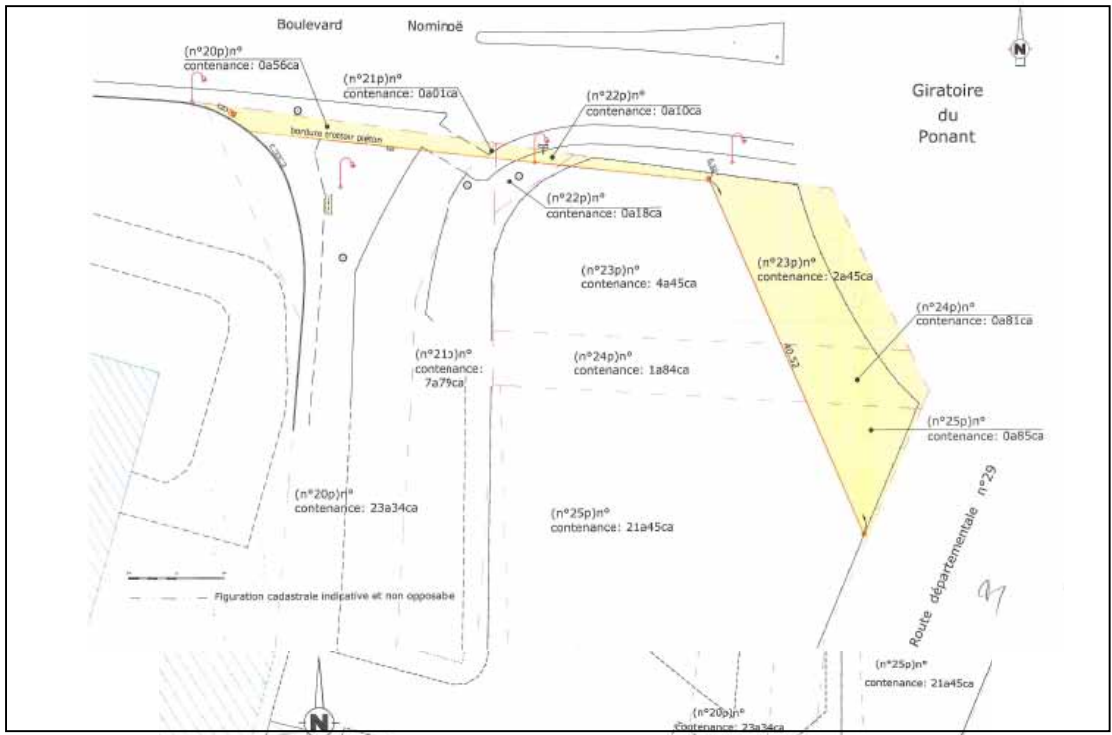 Boulevard Nominoë
N
(n°20p)n°
contenance: 0a56ca
(n°21p)n°
contenance: 0a01ca
(n°22p)n°
contenance: 0a10ca
Giratoire
du
Ponant
bordure trottoir piéton
(n°22p)n°
contenance: 0a18ca
(n°23p)n°
contenance: 4a45ca
(n°23p)n°
contenance: 2a45ca
(n°24p)n°
contenance: 0a81ca
(n°21p)n°
contenance:
7a79ca
(n°24p)n°
contenance: 1a84ca
40.52
(n°25p)n°
contenance: 0a85ca
(n°20p)n°
contenance: 23a34ca
(n°25p)n°
contenance: 21a45ca
Route départementale n°29
Figuration cadastrale indicative et non opposabe
(n°25p)n°
contenance: 21a45ca
(n°20p)n°
contenance: 23a34ca
N